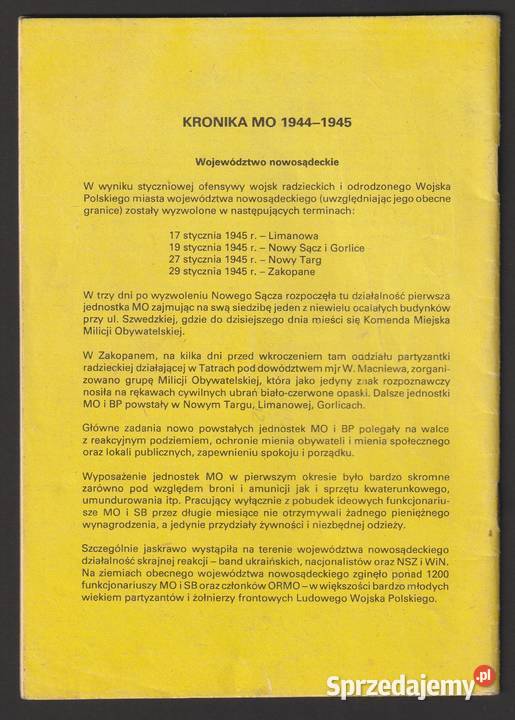 KRONIKA MO 1944–1945
Województwo nowosądeckie
W wyniku styczniowej ofensywy wojsk radzieckich i odrodzonego Wojska
Polskiego miasta województwa nowosądeckiego (uwzględniając jego obecne
granice) zostały wyzwolone w następujących terminach:
17 stycznia 1945 r. – Limanowa
19 stycznia 1945 r. – Nowy Sącz i Gorlice
27 stycznia 1945 r. – Nowy Targ
29 stycznia 1945 r. – Zakopane
W trzy dni po wyzwoleniu Nowego Sącza rozpoczęła tu działalność pierwsza
jednostka MO zajmując na swą siedzibę jeden z niewielu ocalałych budynków
przy ul. Szwedzkiej, gdzie do dzisiejszego dnia mieści się Komenda Miejska
Milicji Obywatelskiej.
W Zakopanem, na kilka dni przed wkroczeniem tam oddziału partyzantki
radzieckiej działającej w Tatrach pod dowództwem mjr W. Macniewa, zorgani-
zowano grupę Milicji Obywatelskiej, która jako jedyny znak rozpoznawczy
nosiła na rękawach cywilnych ubrań biało-czerwone opaski. Dalsze jednostki
MO i BP powstały w Nowym Targu, Limanowej, Gorlicach.
Główne zadania nowo powstałych jednostek MO i BP polegały na walce
z reakcyjnym podziemiem, ochronie mienia obywateli i mienia społecznego
oraz lokali publicznych, zapewnieniu spokoju i porządku.
Wyposażenie jednostek MO w pierwszym okresie było bardzo skromne
zarówno pod względem broni i amunicji jak i sprzętu kwaterunkowego,
umundurowania itp. Pracujący wyłącznie z pobudek ideowych funkcjonariu-
sze MO i SB przez długie miesiące nie otrzymywali żadnego pieniężnego
wynagrodzenia, a jedynie przydziały żywności i niezbędnej odzieży.
Szczególnie jaskrawo wystąpiła na terenie województwa nowosądeckiego
działalność skrajnej reakcji – band ukraińskich, nacjonalistów oraz NSZ i WiN.
Na ziemiach obecnego województwa nowosądeckiego zginęło ponad 1200
funkcjonariuszy MO i SB oraz członków ORMO – w większości bardzo młodych
wiekiem partyzantów i żołnierzy frontowych Ludowego Wojska Polskiego.
Sprzedajemy.pl